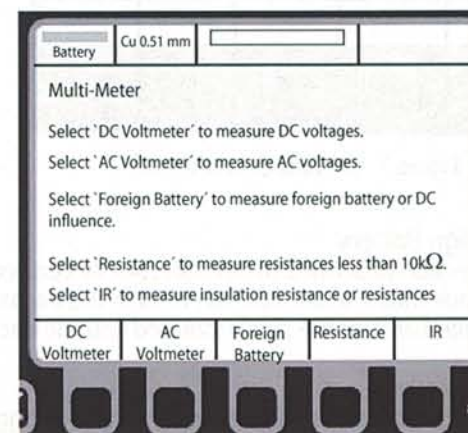 Battery
Cu 0.51 mm
Multi-Meter
Select `DC Voltmeter´ to measure DC voltages.
Select `AC Voltmeter´ to measure AC voltages.
Select `Foreign Battery´ to measure foreign battery or DC
influence.
Select `Resistance´ to measure resistances less than 10kΩ.
Select `IR´ to measure insulation resistance or resistances
DC
Voltmeter
AC
Voltmeter
Foreign
Battery
Resistance
IR